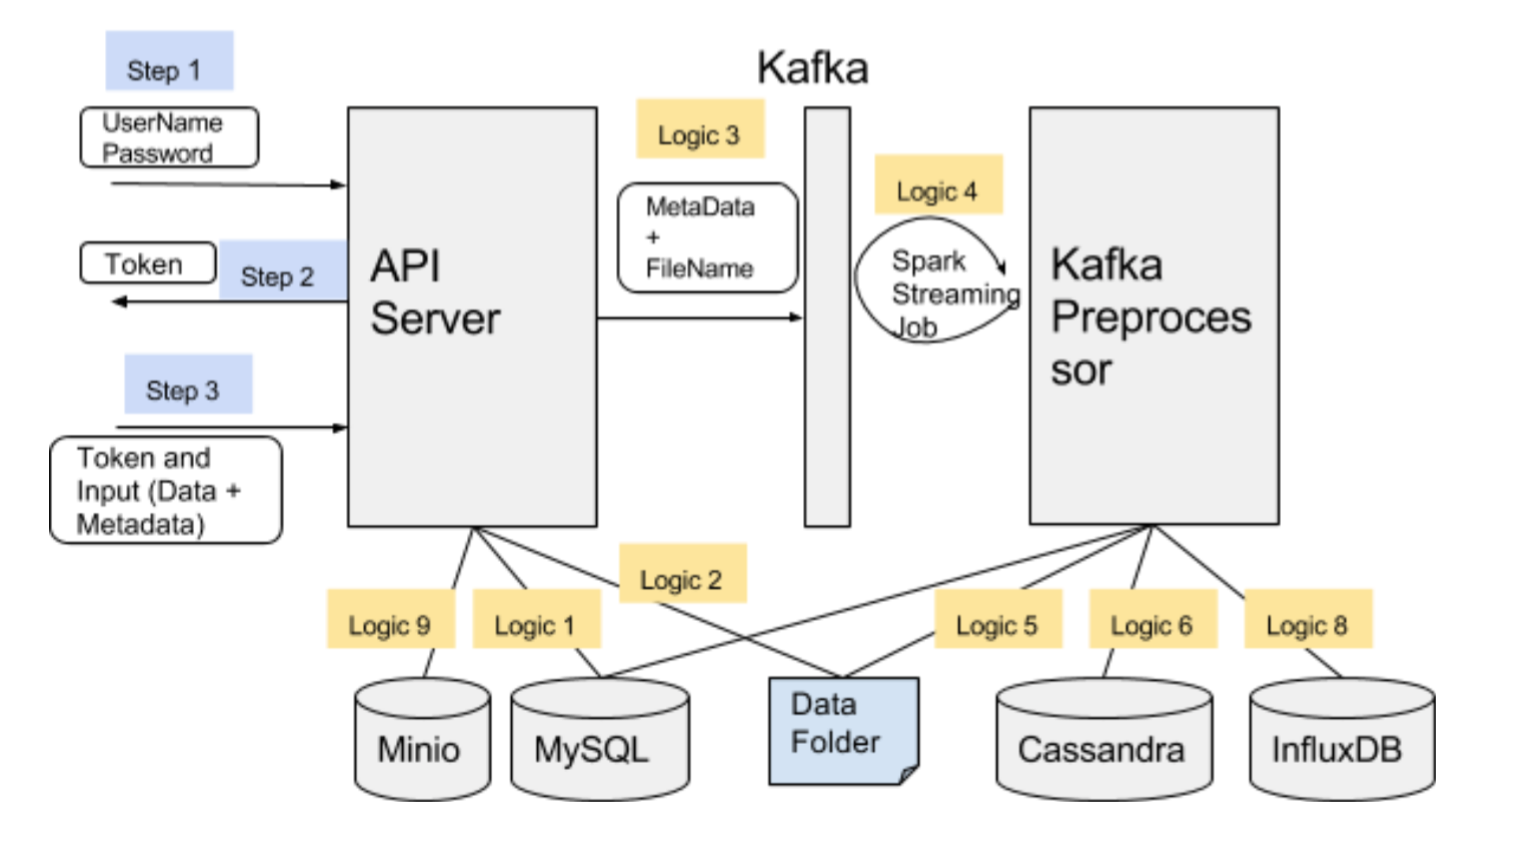 Step 1
UserName
Password
Token
Step 2
Step 3
Token and
Input (Data +
Metadata)
API
Server
Logic 3
MetaData
+
FileName
Kafka
Logic 4
Spark
Streaming
Job
Kafka
Preproces
sor
Logic 9
Logic 1
Logic 2
Logic 5
Logic 6
Logic 8
Minio
MySQL
Data
Folder
Cassandra
InfluxDB